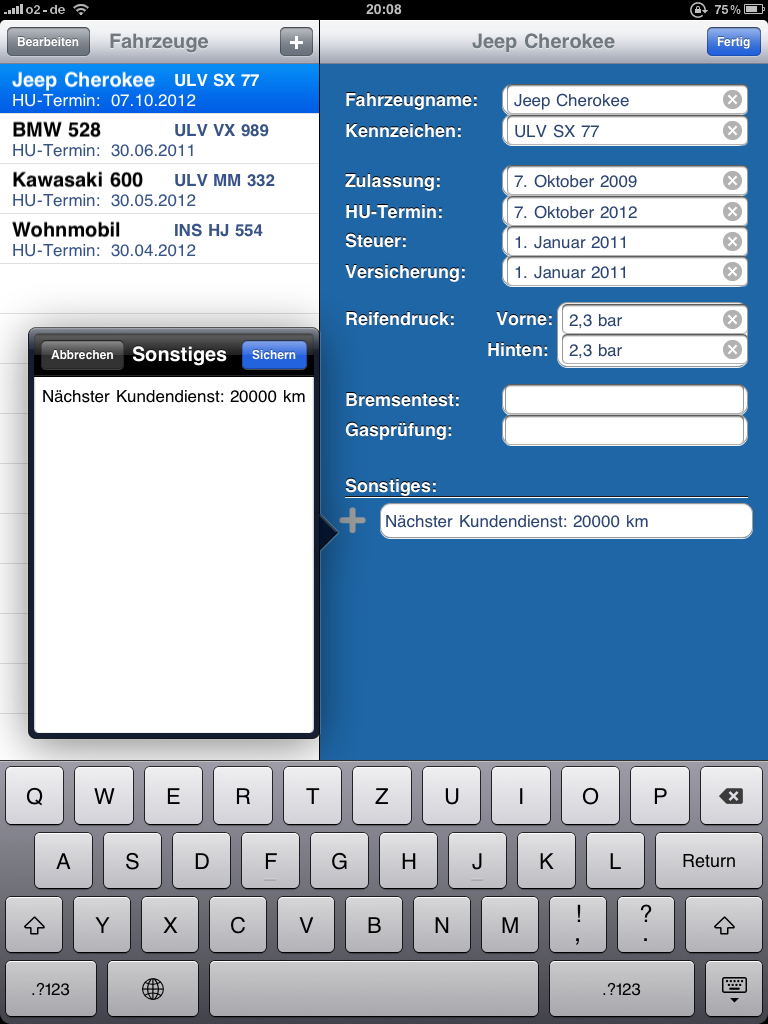 o2 - de 20:08 75%
Bearbeiten Fahrzeuge +
Jeep Cherokee Fertig
Jeep Cherokee ULV SX 77
HU-Termin: 07.10.2012
BMW 528 ULV VX 989
HU-Termin: 30.06.2011
Kawasaki 600 ULV MM 332
HU-Termin: 30.05.2012
Wohnmobil INS HJ 554
HU-Termin: 30.04.2012
Fahrzeugname: Jeep Cherokee
Kennzeichen: ULV SX 77
Zulassung: 7. Oktober 2009
HU-Termin: 7. Oktober 2012
Steuer: 1. Januar 2011
Versicherung: 1. Januar 2011
Reifendruck: Vorne: 2,3 bar
Hinten: 2,3 bar
Bremsentest:
Gasprüfung:
Sonstiges:
Nächster Kundendienst: 20000 km
Abbrechen Sonstiges Sichern
Nächster Kundendienst: 20000 km
Q W E R T Z U I O P
A S D F G H J K L Return
Y X C V B N M ! , ? .
.?123 .?123